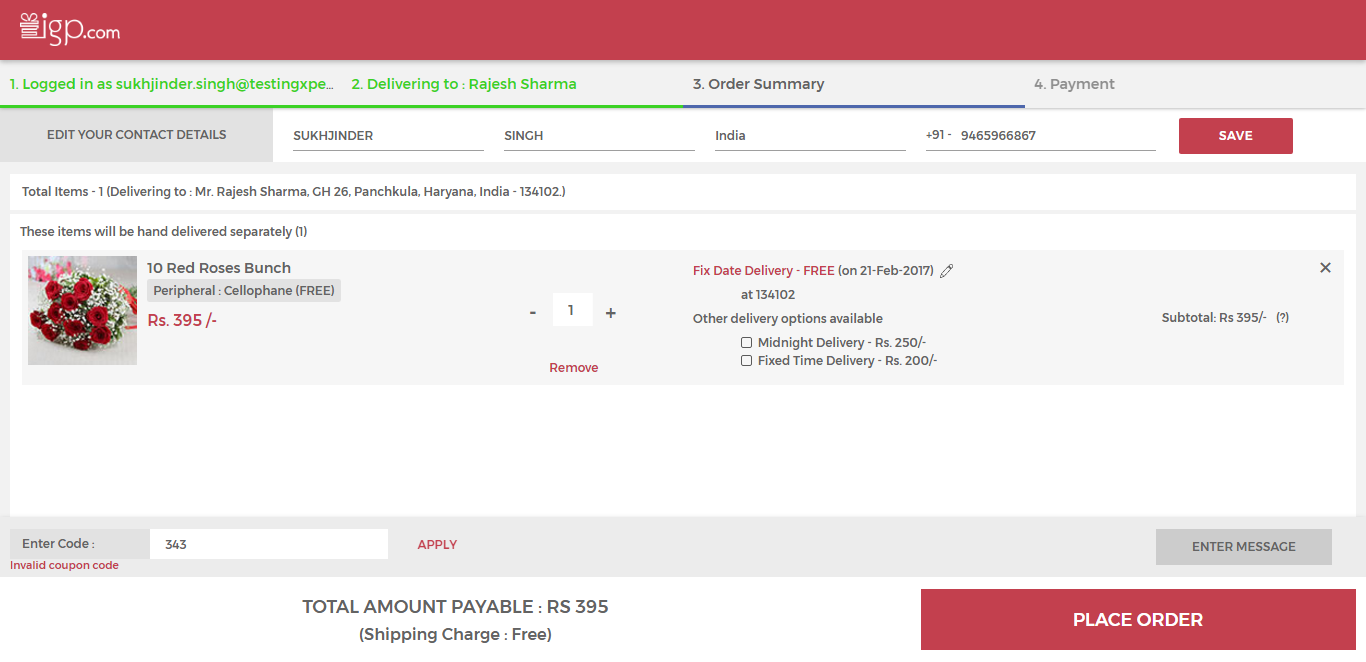 igp.com
1. Logged in as sukhjinder.singh@testingxpe... 2. Delivering to : Rajesh Sharma 3. Order Summary 4. Payment
EDIT YOUR CONTACT DETAILS SUKHJINDER SINGH India +91 - 9465966867 SAVE
Total Items - 1 (Delivering to : Mr. Rajesh Sharma, GH 26, Panchkula, Haryana, India - 134102.)
These items will be hand delivered separately (1)
10 Red Roses Bunch
Peripheral : Cellophane (FREE)
Rs. 395 /-
- 1 +
Remove
Fix Date Delivery - FREE (on 21-Feb-2017)
at 134102
Other delivery options available
Midnight Delivery - Rs. 250/-
Fixed Time Delivery - Rs. 200/-
Subtotal: Rs 395/- (?)
Enter Code : 343 APPLY
Invalid coupon code
ENTER MESSAGE
TOTAL AMOUNT PAYABLE : RS 395
(Shipping Charge : Free)
PLACE ORDER